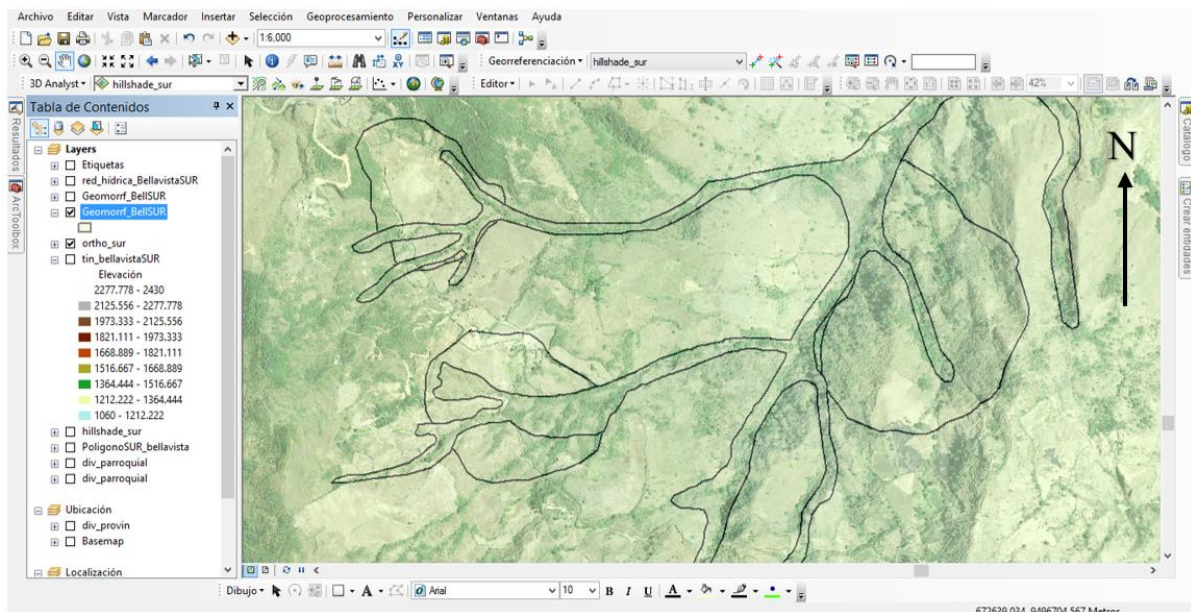 Archivo Editar Vista Marcador Insertar Selección Geoprocesamiento Personalizar Ventanas Ayuda
1:6,000
Georreferenciación hillshade_sur
3D Analyst hillshade_sur Editor 42%
Tabla de Contenidos
Resultados
ArcToolbox
Layers
Etiquetas
red_hídrica_BellavistaSUR
Geomorrf_BellSUR
Geomorrf_BellSUR
ortho_sur
tin_bellavistaSUR
Elevación
2277.778 - 2430
2125.556 - 2277.778
1973.333 - 2125.556
1821.111 - 1973.333
1668.889 - 1821.111
1516.667 - 1668.889
1364.444 - 1516.667
1212.222 - 1364.444
1060 - 1212.222
hillshade_sur
PoligonoSUR_bellavista
div_parroquial
div_parroquial
Ubicación
div_provin
Basemap
Localización
N
Catálogo
Crear entidades
Dibujo A Arial 10 B I U A
672639.024 9496704.567 Metros